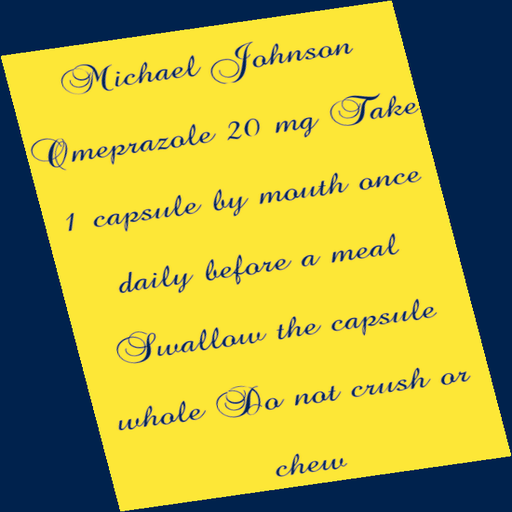 Michael Johnson
Omeprazole 20 mg Take
1 capsule by mouth once
daily before a meal
Swallow the capsule
whole Do not crush or
chew